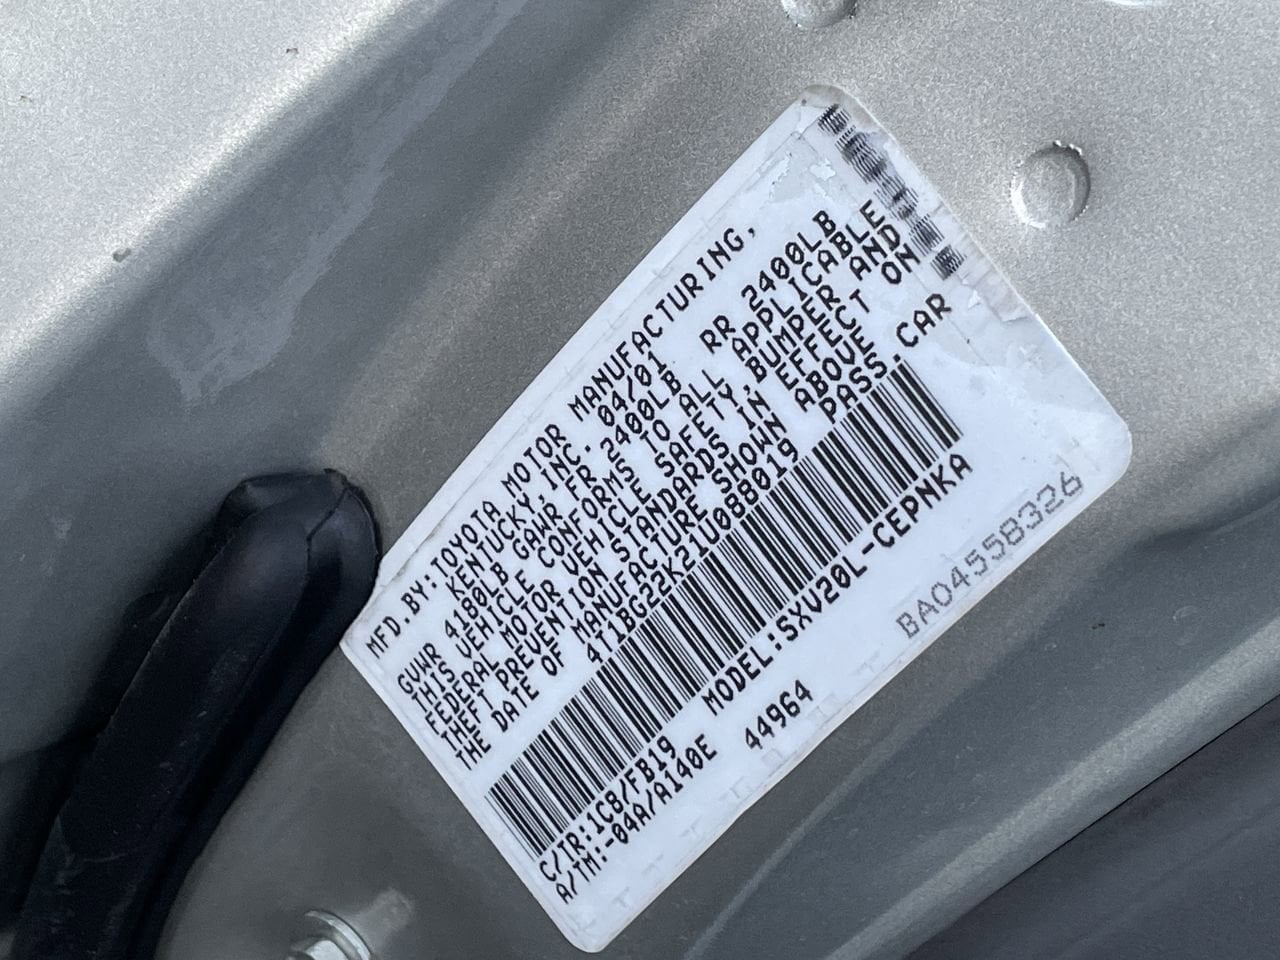 MFD.BY:TOYOTA MOTOR MANUFACTURING,
KENTUCKY,INC. 04/01
GVWR 4180LB GAWR,FR 2400LB RR 2400LB
THIS VEHICLE CONFORMS TO ALL APPLICABLE
FEDERAL MOTOR VEHICLE SAFETY,BUMPER AND
THEFT PREVENTION STANDARDS IN EFFECT ON
THE DATE OF MANUFACTURE SHOWN ABOVE.
4T1BG22K21U088019 PASS.CAR
C/TR:1C8/FB19 MODEL:SXV20L-CEPNKA
A/TM:-04A/A140E 44964
BA04558326